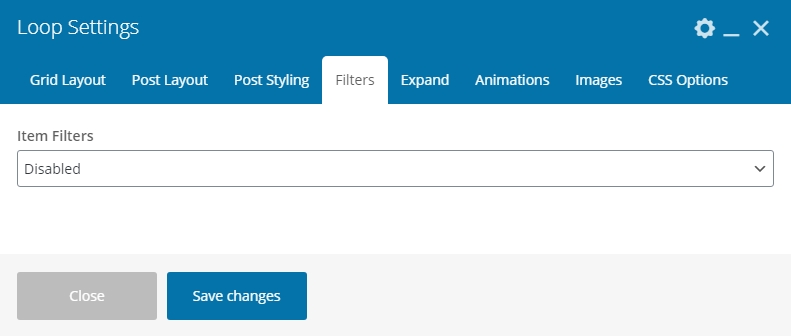 Loop Settings
Grid Layout Post Layout Post Styling Filters Expand Animations Images CSS Options
Item Filters
Disabled
Close Save changes